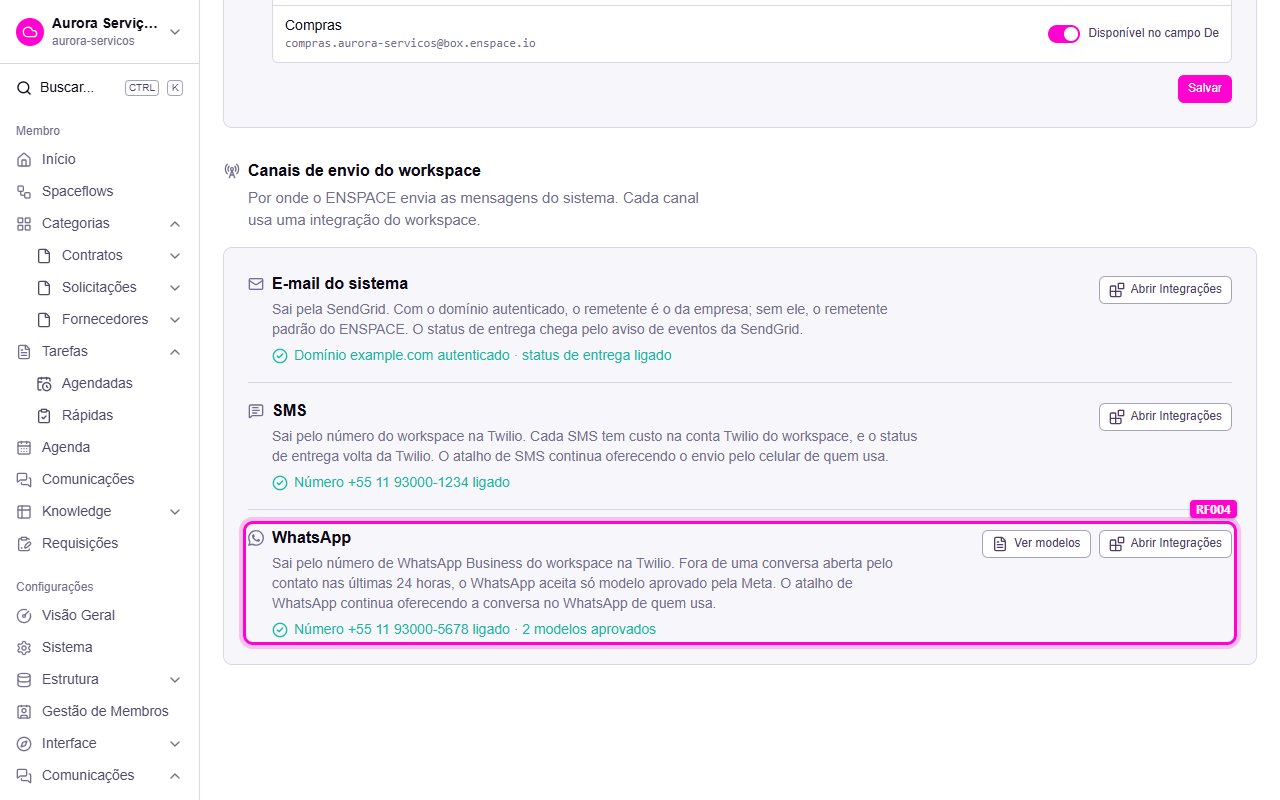 Aurora Serviç...
aurora-servicos
Buscar...
CTRL K
Membro
Início
Spaceflows
Categorias
Contratos
Solicitações
Fornecedores
Tarefas
Agendadas
Rápidas
Agenda
Comunicações
Knowledge
Requisições
Configurações
Visão Geral
Sistema
Estrutura
Gestão de Membros
Interface
Comunicações
Compras
compras.aurora-servicos@box.enspace.io
Disponível no campo De
Salvar
Canais de envio do workspace
Por onde o ENSPACE envia as mensagens do sistema. Cada canal
usa uma integração do workspace.
E-mail do sistema
Abrir Integrações
Sai pela SendGrid. Com o domínio autenticado, o remetente é o da empresa; sem ele, o remetente
padrão do ENSPACE. O status de entrega chega pelo aviso de eventos da SendGrid.
Domínio example.com autenticado · status de entrega ligado
SMS
Abrir Integrações
Sai pelo número do workspace na Twilio. Cada SMS tem custo na conta Twilio do workspace, e o status
de entrega volta da Twilio. O atalho de SMS continua oferecendo o envio pelo celular de quem usa.
Número +55 11 93000-1234 ligado
RF004
WhatsApp
Ver modelos
Abrir Integrações
Sai pelo número de WhatsApp Business do workspace na Twilio. Fora de uma conversa aberta pelo
contato nas últimas 24 horas, o WhatsApp aceita só modelo aprovado pela Meta. O atalho de
WhatsApp continua oferecendo a conversa no WhatsApp de quem usa.
Número +55 11 93000-5678 ligado · 2 modelos aprovados